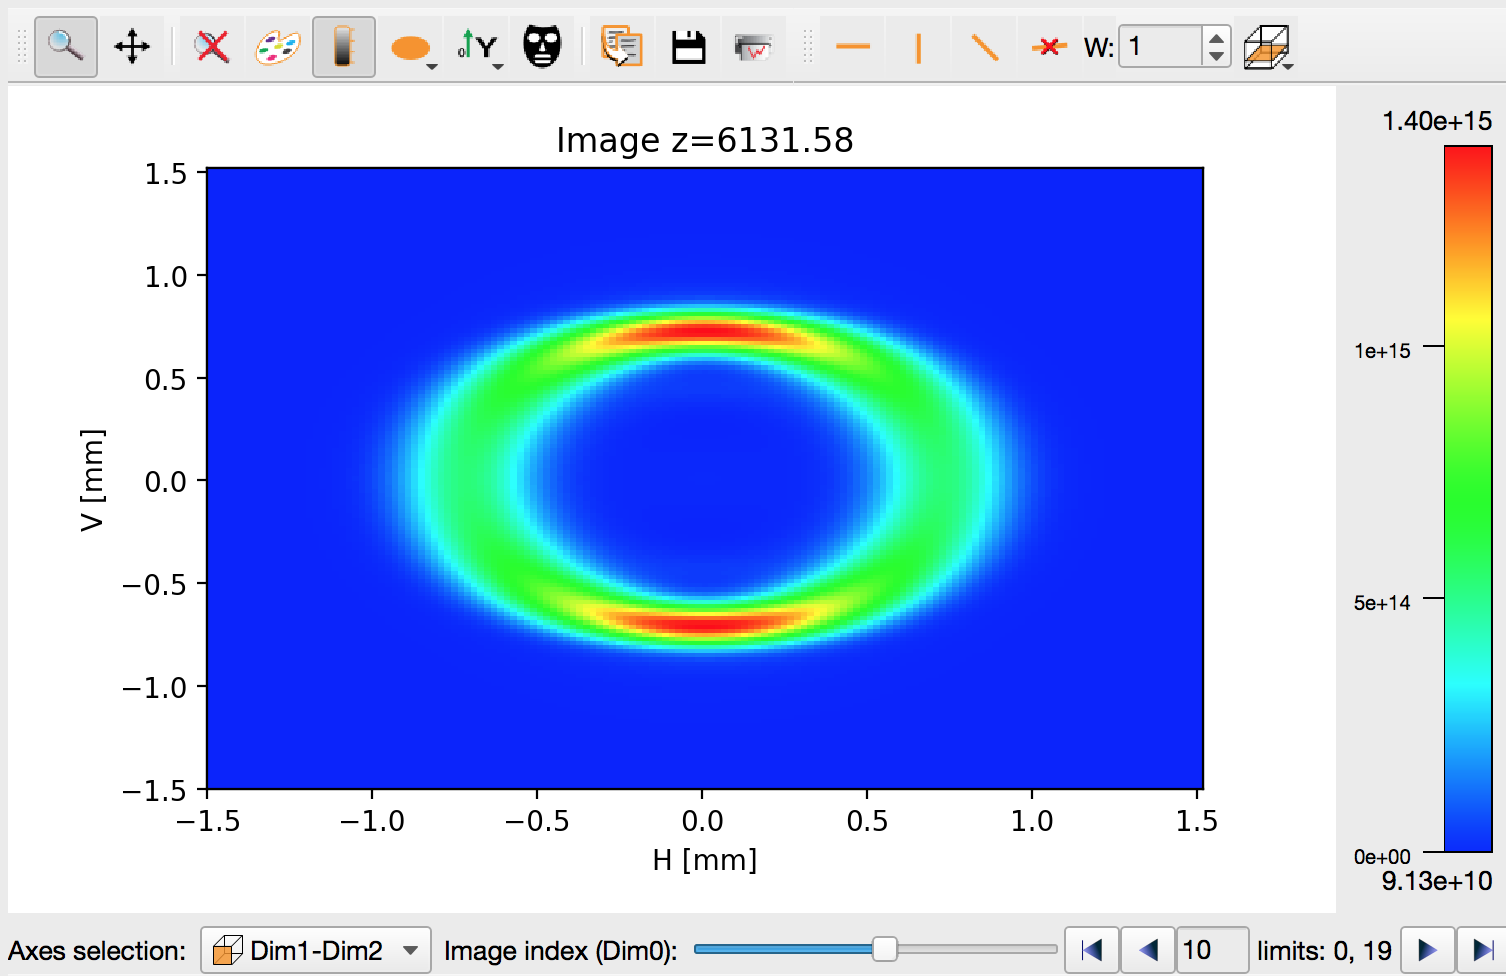 Y
W: 1
Image z=6131.58
1.40e+15
1.5
1.0
0.5
0.0
−0.5
−1.0
−1.5
V [mm]
1e+15
5e+14
0e+00
9.13e+10
−1.5 −1.0 −0.5 0.0 0.5 1.0 1.5
H [mm]
Axes selection: Dim1-Dim2 Image index (Dim0): 10 limits: 0, 19